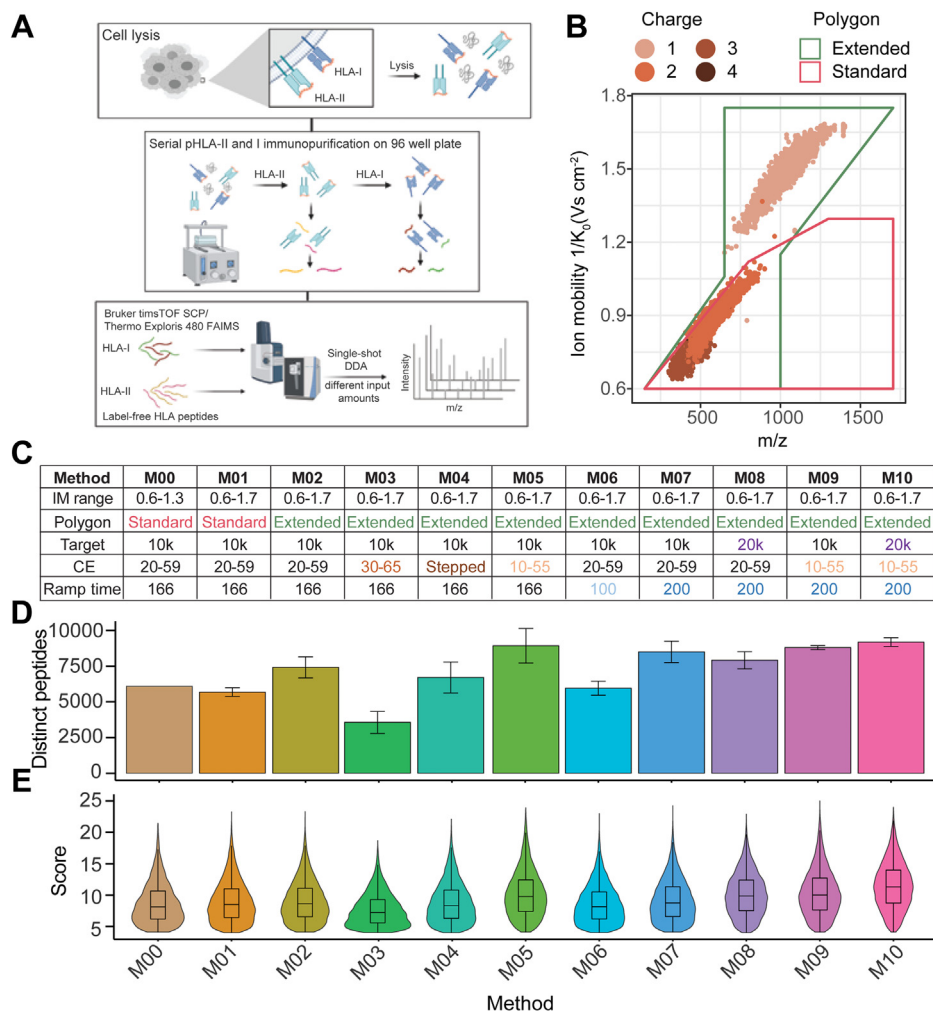 A
Cell lysis
HLA-I
HLA-II
Lysis
Serial pHLA-II and I immunopurification on 96 well plate
HLA-II
HLA-I
Bruker timsTOF SCP/
Thermo Exploris 480 FAIMS
HLA-I
HLA-II
Label-free HLA peptides
Single-shot
DDA
different input
amounts
Intensity
m/z
B
Charge
Polygon
1 3 Extended
2 4 Standard
Ion mobility 1/K0(Vs cm−2)
1.8
1.5
1.2
0.9
0.6
500 1000 1500
m/z
C
Method M00 M01 M02 M03 M04 M05 M06 M07 M08 M09 M10
IM range 0.6-1.3 0.6-1.7 0.6-1.7 0.6-1.7 0.6-1.7 0.6-1.7 0.6-1.7 0.6-1.7 0.6-1.7 0.6-1.7 0.6-1.7
Polygon Standard Standard Extended Extended Extended Extended Extended Extended Extended Extended Extended
Target 10k 10k 10k 10k 10k 10k 10k 10k 20k 10k 20k
CE 20-59 20-59 20-59 30-65 Stepped 10-55 20-59 20-59 20-59 10-55 10-55
Ramp time 166 166 166 166 166 166 100 200 200 200 200
D
Distinct peptides
10000
7500
5000
2500
0
E
Score
25
20
15
10
5
M00 M01 M02 M03 M04 M05 M06 M07 M08 M09 M10
Method